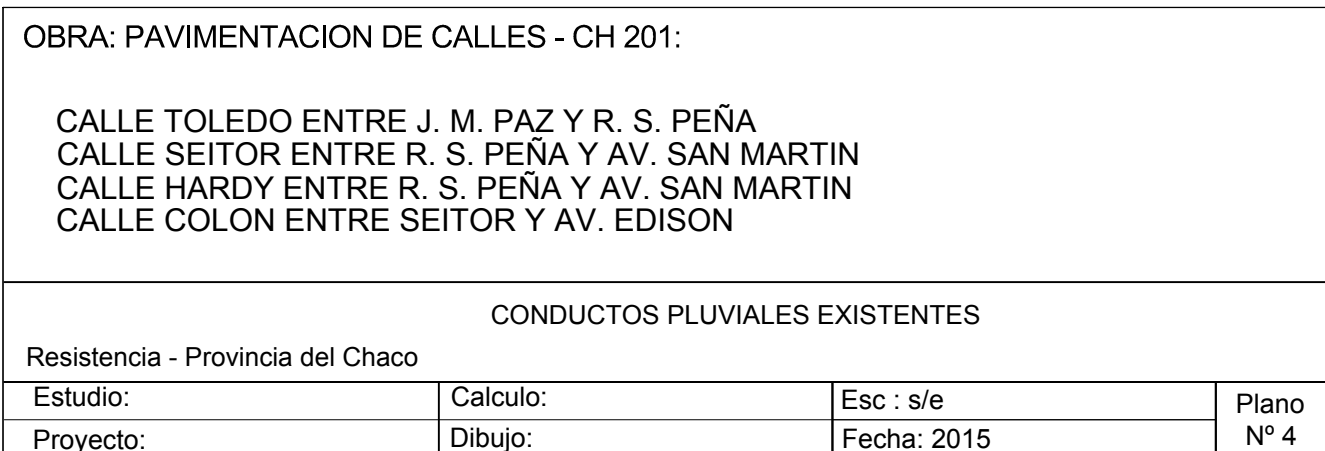 OBRA: PAVIMENTACION DE CALLES - CH 201:
CALLE TOLEDO ENTRE J. M. PAZ Y R. S. PEÑA
CALLE SEITOR ENTRE R. S. PEÑA Y AV. SAN MARTIN
CALLE HARDY ENTRE R. S. PEÑA Y AV. SAN MARTIN
CALLE COLON ENTRE SEITOR Y AV. EDISON
CONDUCTOS PLUVIALES EXISTENTES
Resistencia - Provincia del Chaco
Estudio: Calculo: Esc : s/e Plano
Proyecto: Dibujo: Fecha: 2015 Nº 4